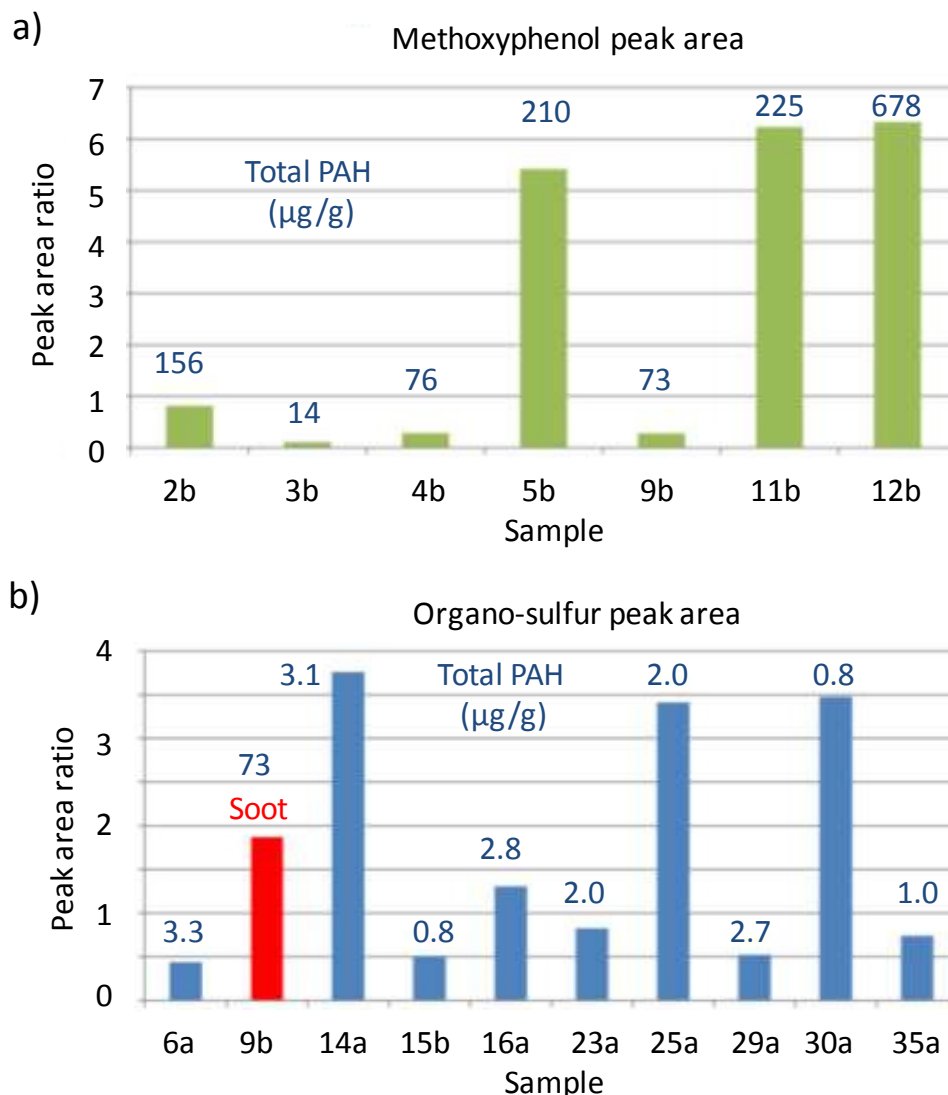 a)
Methoxyphenol peak area
7
6
5
4
3
2
1
0
Peak area ratio
Total PAH
(µg/g)
156
14
76
210
73
225
678
2b 3b 4b 5b 9b 11b 12b
Sample
b)
Organo-sulfur peak area
4
3
2
1
0
Peak area ratio
Total PAH
(µg/g)
3.3
73
Soot
3.1
0.8
2.8
2.0
2.0
2.7
0.8
1.0
6a 9b 14a 15b 16a 23a 25a 29a 30a 35a
Sample